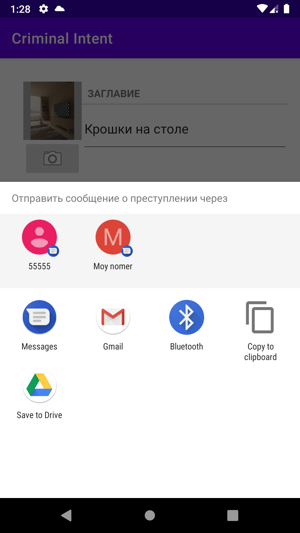 1:28
Criminal Intent
ЗАГЛАВИЕ
Крошки на столе
Отправить сообщение о преступлении через
M
55555
Moy nomer
Messages
Gmail
Bluetooth
Copy to
clipboard
Save to Drive